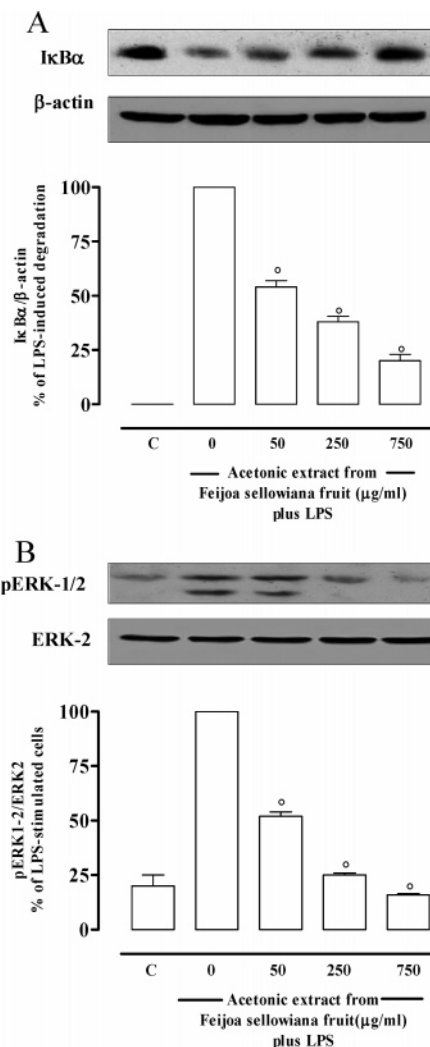 A
IκBα
β-actin
100
75
50
25
0
IκBα/β-actin
% of LPS-induced degradation
C 0 50 250 750
Acetonic extract from
Feijoa sellowiana fruit (μg/ml)
plus LPS
B
pERK-1/2
ERK-2
100
75
50
25
0
pERK1-2/ERK2
% of LPS-stimulated cells
C 0 50 250 750
Acetonic extract from
Feijoa sellowiana fruit(μg/ml)
plus LPS